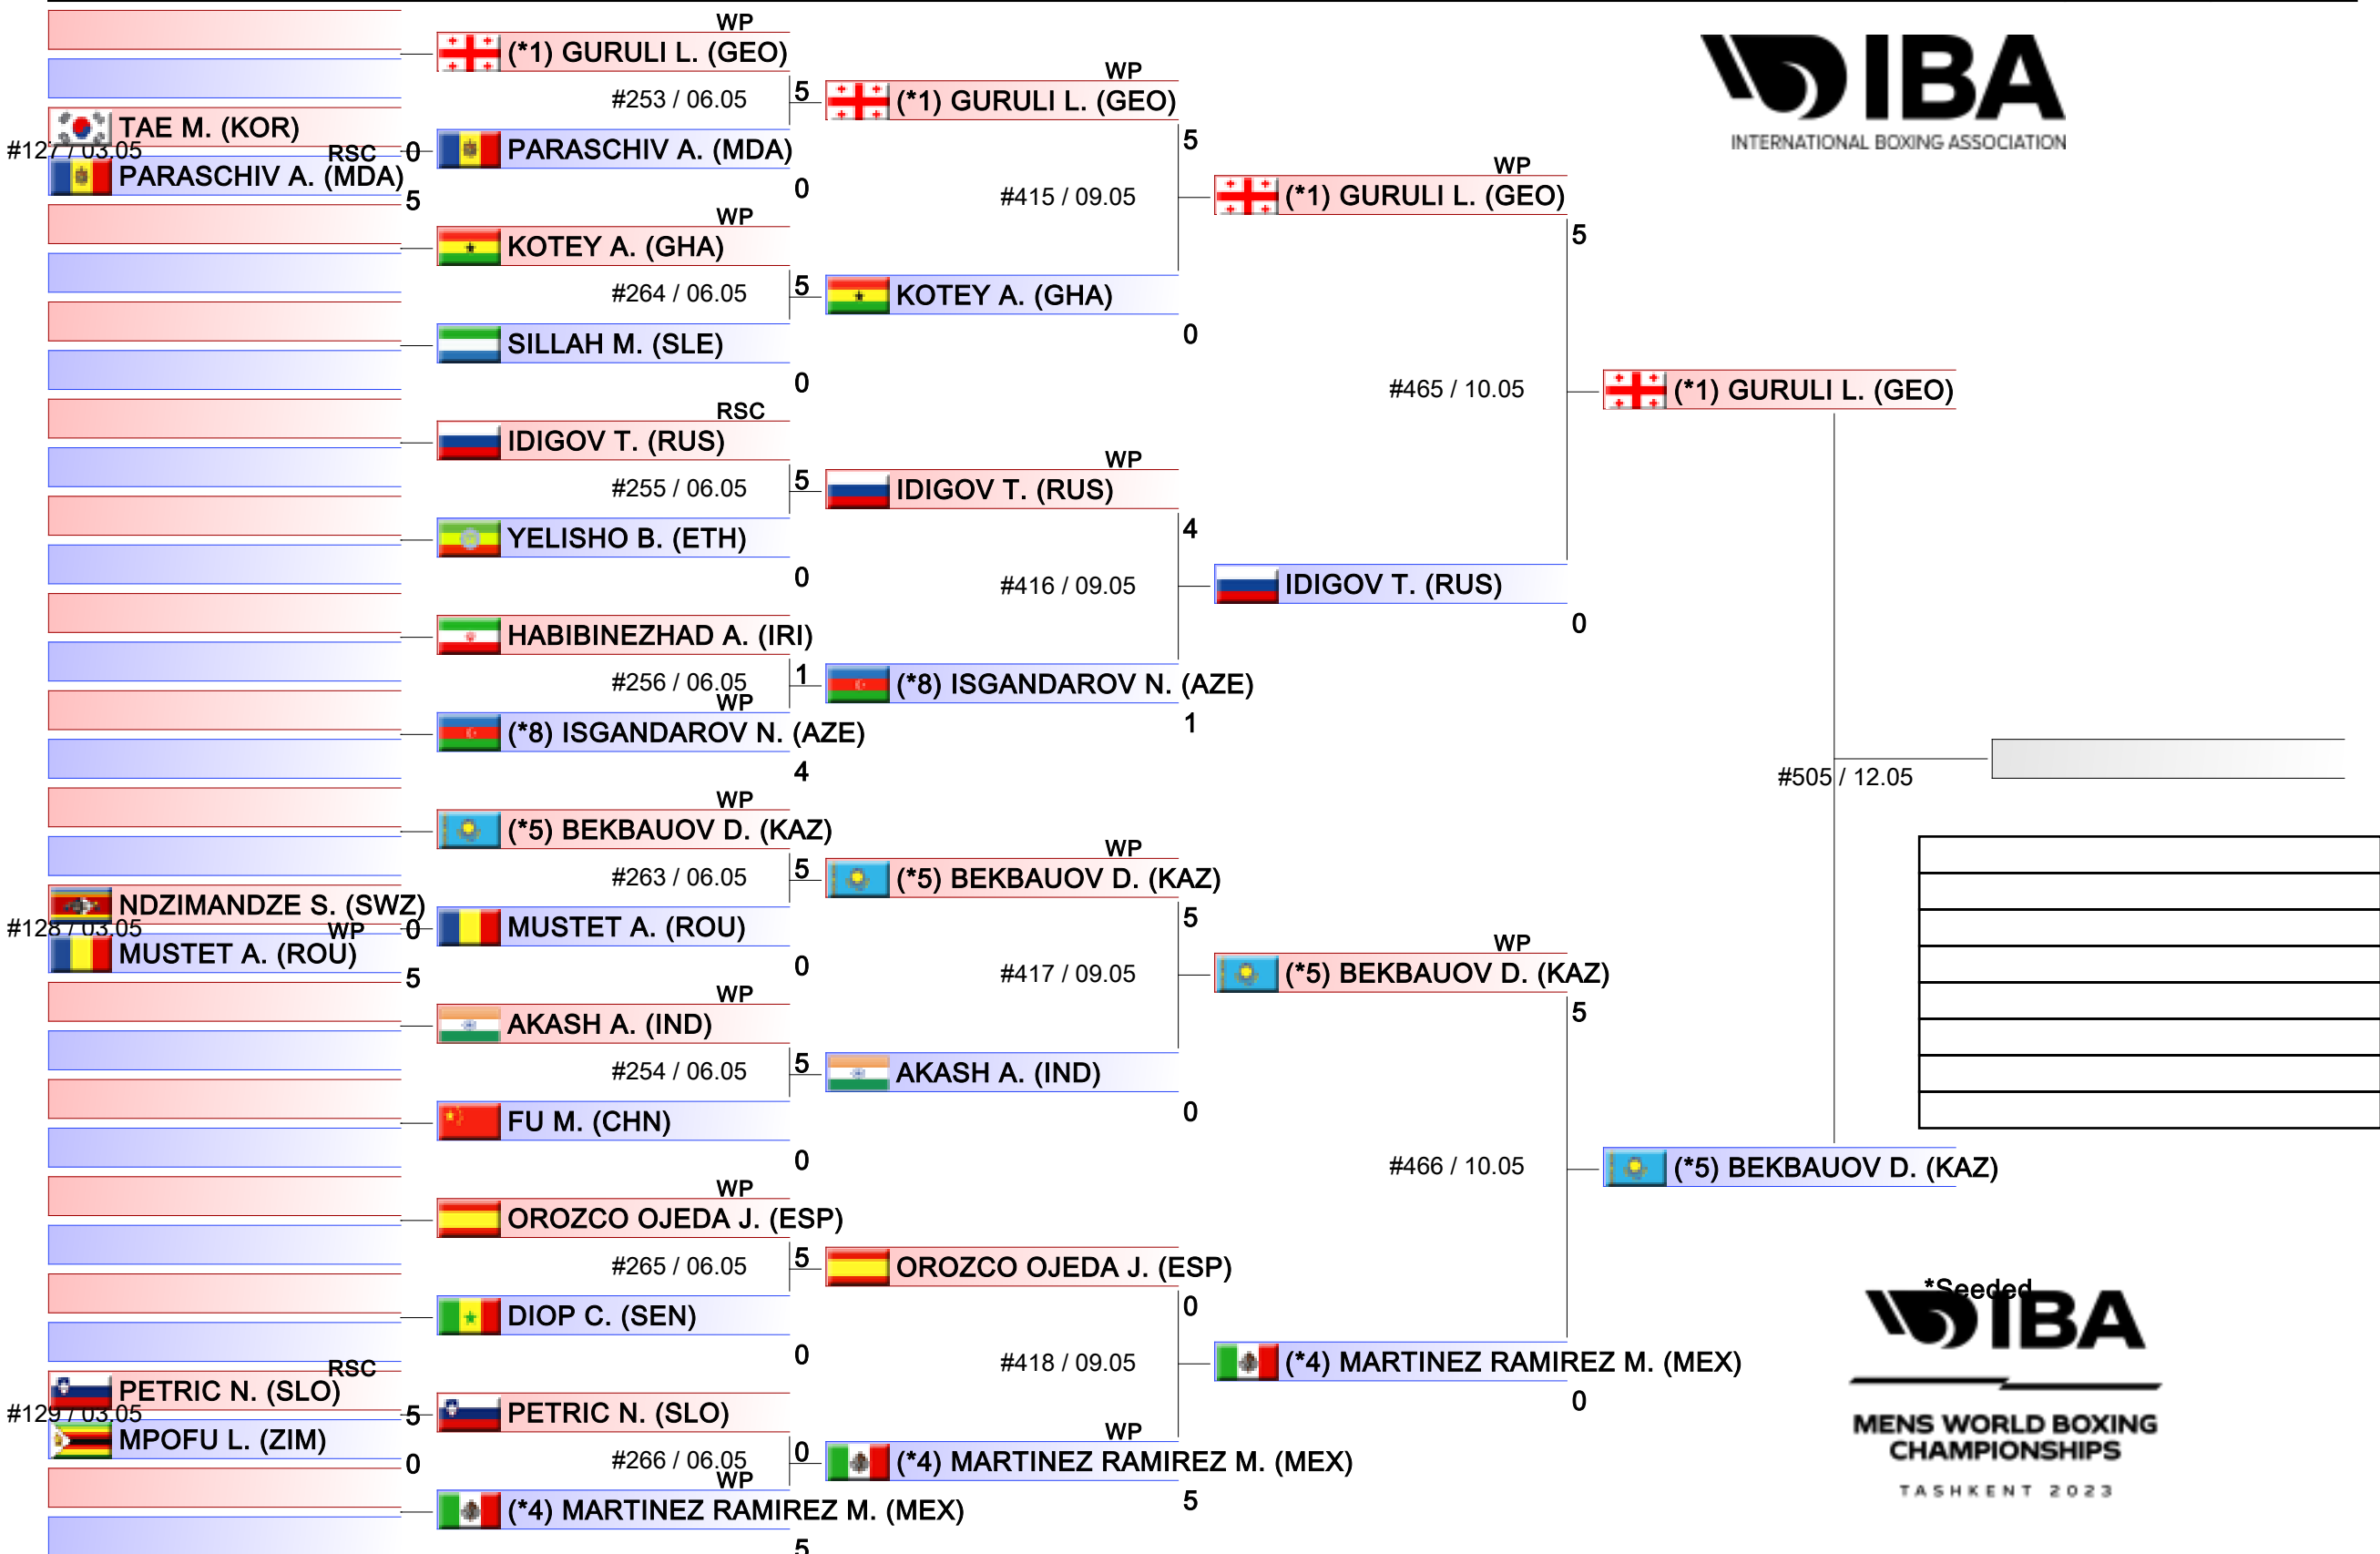 TAE M. (KOR)
#127 / 03.05
RSC
0
PARASCHIV A. (MDA)
5
NDZIMANDZE S. (SWZ)
#128 / 03.05
WP
0
MUSTET A. (ROU)
5
RSC
PETRIC N. (SLO)
#129 / 03.05
5
MPOFU L. (ZIM)
0
WP
(*1) GURULI L. (GEO)
#253 / 06.05
5
PARASCHIV A. (MDA)
0
WP
KOTEY A. (GHA)
#264 / 06.05
5
SILLAH M. (SLE)
0
RSC
IDIGOV T. (RUS)
#255 / 06.05
5
YELISHO B. (ETH)
0
HABIBINEZHAD A. (IRI)
#256 / 06.05
1
WP
(*8) ISGANDAROV N. (AZE)
4
WP
(*5) BEKBAUOV D. (KAZ)
#263 / 06.05
5
MUSTET A. (ROU)
0
WP
AKASH A. (IND)
#254 / 06.05
5
FU M. (CHN)
0
WP
OROZCO OJEDA J. (ESP)
#265 / 06.05
5
DIOP C. (SEN)
0
PETRIC N. (SLO)
#266 / 06.05
0
WP
(*4) MARTINEZ RAMIREZ M. (MEX)
5
WP
(*1) GURULI L. (GEO)
5
#415 / 09.05
KOTEY A. (GHA)
0
WP
IDIGOV T. (RUS)
4
#416 / 09.05
(*8) ISGANDAROV N. (AZE)
1
WP
(*5) BEKBAUOV D. (KAZ)
5
#417 / 09.05
AKASH A. (IND)
0
OROZCO OJEDA J. (ESP)
0
#418 / 09.05
WP
(*4) MARTINEZ RAMIREZ M. (MEX)
5
WP
(*1) GURULI L. (GEO)
5
#465 / 10.05
IDIGOV T. (RUS)
0
WP
(*5) BEKBAUOV D. (KAZ)
5
#466 / 10.05
(*4) MARTINEZ RAMIREZ M. (MEX)
0
(*1) GURULI L. (GEO)
#505 / 12.05
(*5) BEKBAUOV D. (KAZ)
IBA
INTERNATIONAL BOXING ASSOCIATION
*Seeded
IBA
MENS WORLD BOXING
CHAMPIONSHIPS
TASHKENT 2023